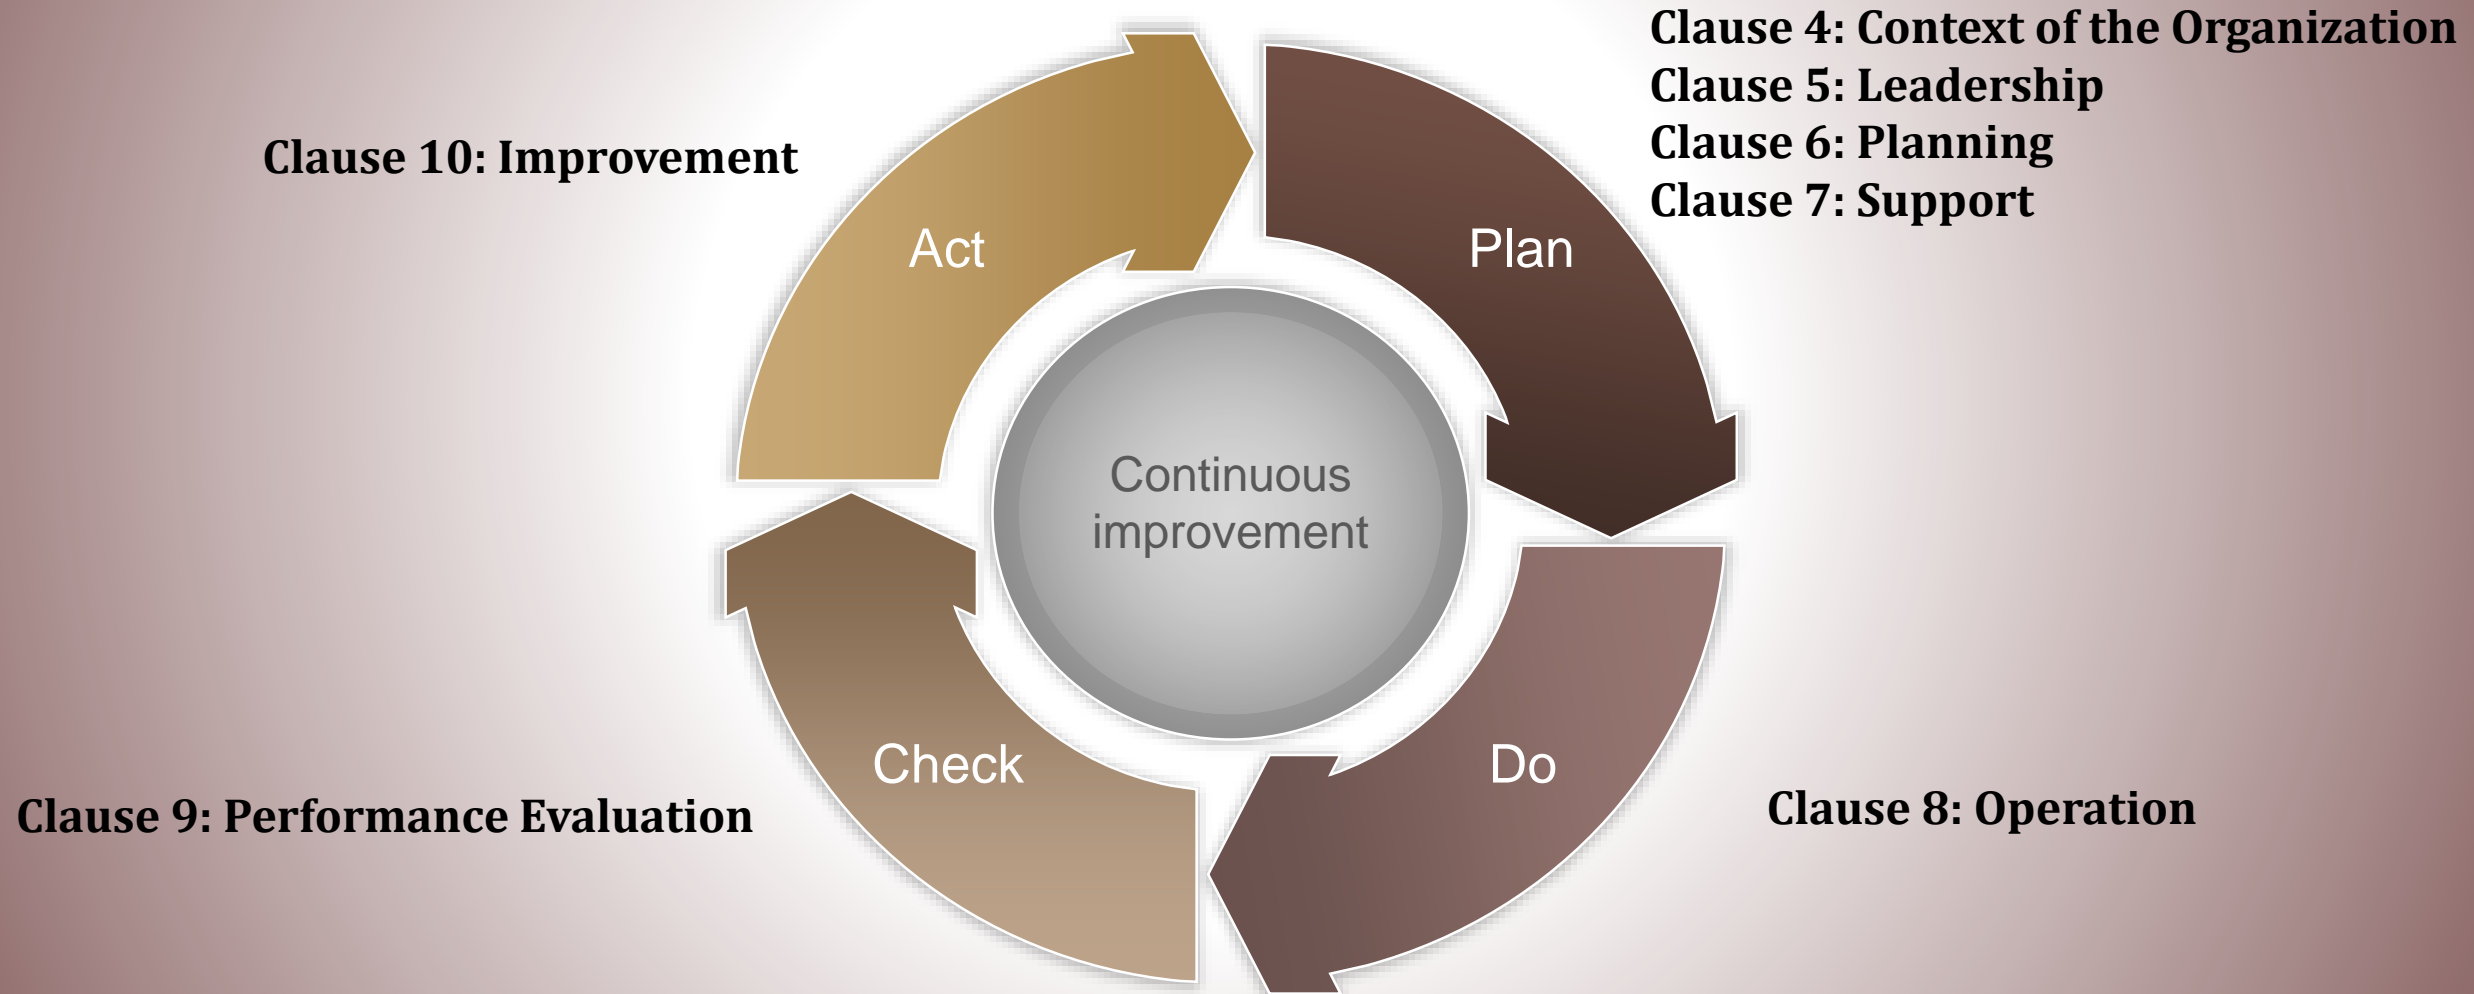 Clause 4: Context of the Organization
Clause 5: Leadership
Clause 6: Planning
Clause 7: Support
Clause 10: Improvement
Act
Plan
Continuous
improvement
Check
Do
Clause 9: Performance Evaluation
Clause 8: Operation